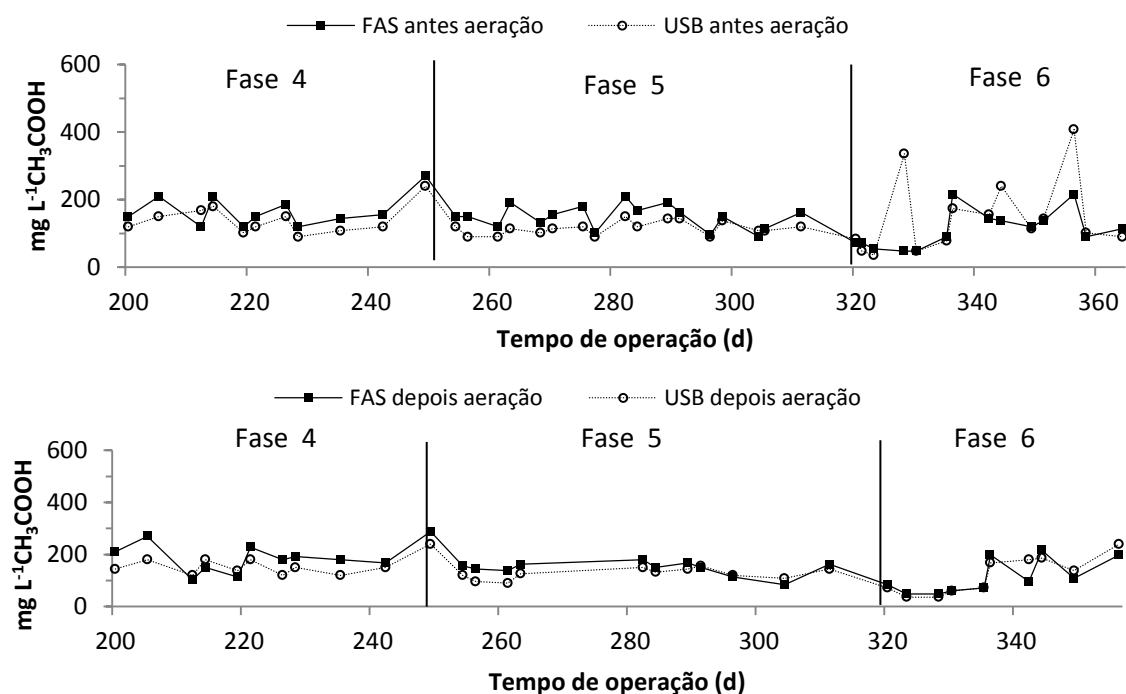 FAS antes aeração USB antes aeração
600
400
200
0
mg L-1CH3COOH
Fase 4 Fase 5 Fase 6
200 220 240 260 280 300 320 340 360
Tempo de operação (d)
FAS depois aeração USB depois aeração
600
400
200
0
mg L-1CH3COOH
Fase 4 Fase 5 Fase 6
200 220 240 260 280 300 320 340
Tempo de operação (d)